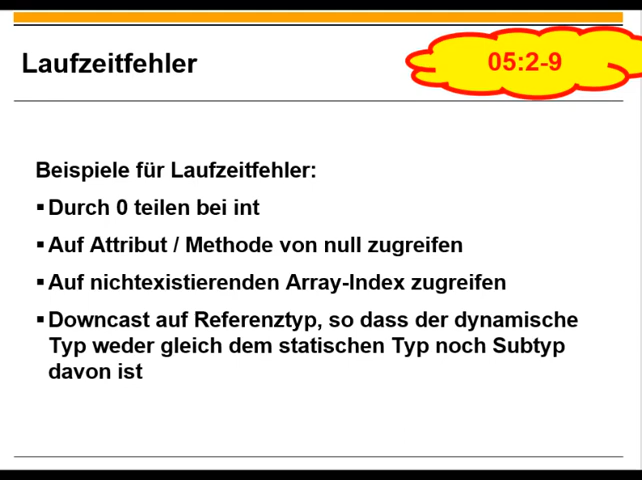 Laufzeitfehler
05:2-9
Beispiele für Laufzeitfehler:
▪ Durch 0 teilen bei int
▪ Auf Attribut / Methode von null zugreifen
▪ Auf nichtexistierenden Array-Index zugreifen
▪ Downcast auf Referenztyp, so dass der dynamische
Typ weder gleich dem statischen Typ noch Subtyp
davon ist